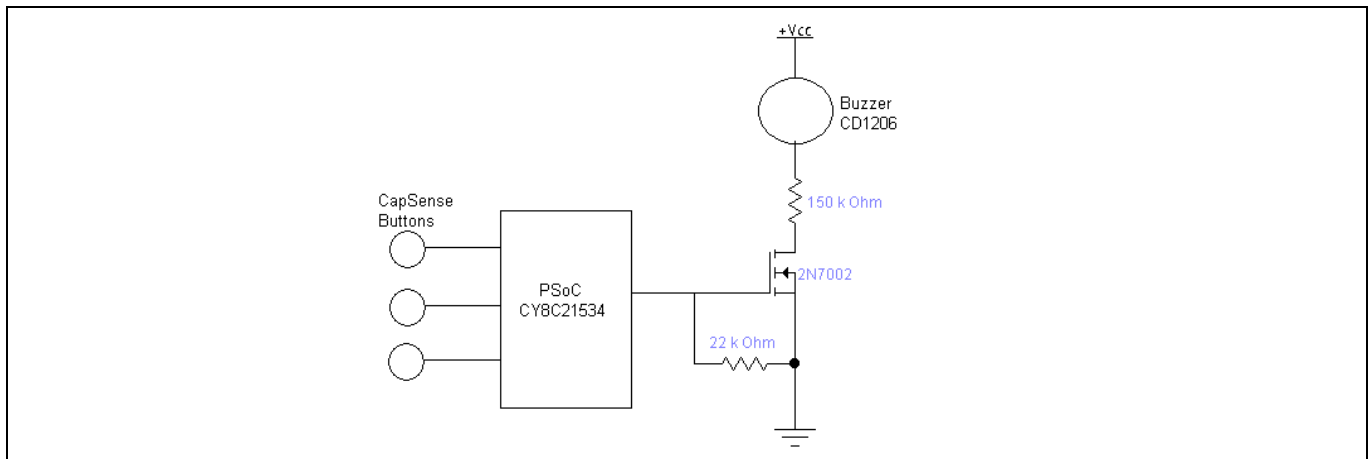 +Vcc
Buzzer
CD1206
150 k Ohm
CapSense
Buttons
2N7002
PSoC
CY8C21534
22 k Ohm